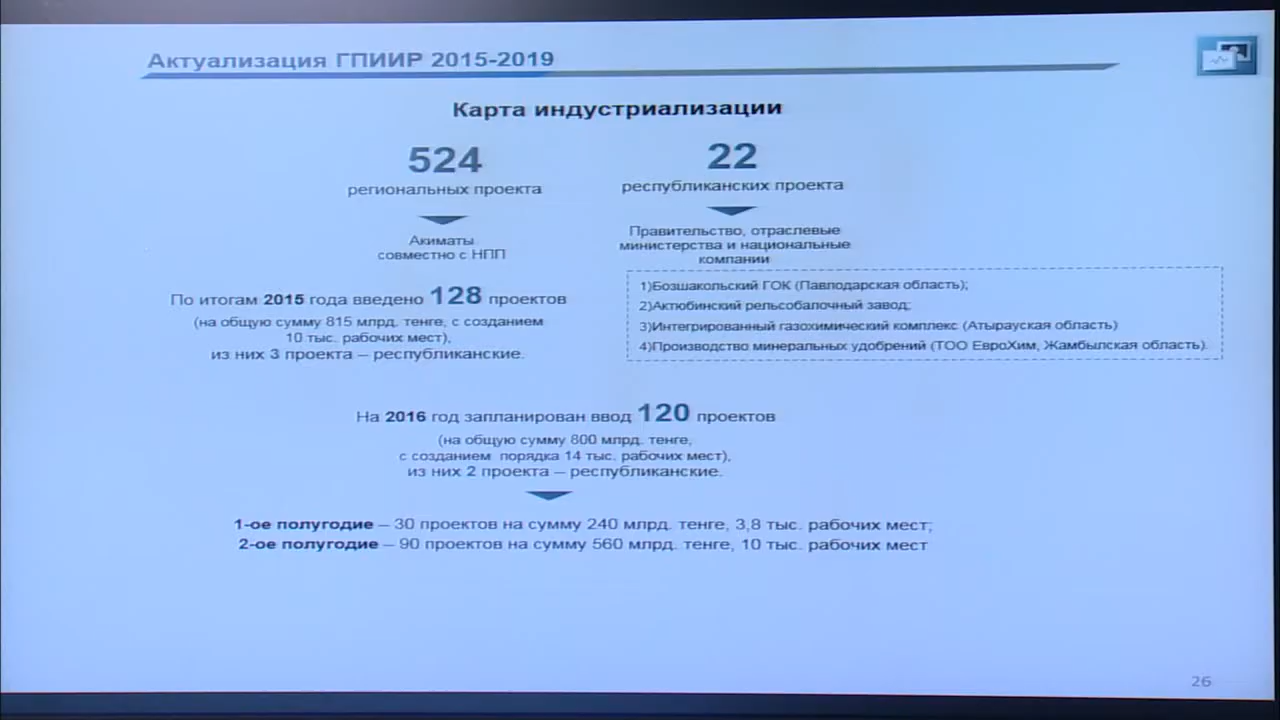 Актуализация ГПИИР 2015-2019
Карта индустриализации
524
региональных проекта
Акиматы
совместно с НПП
22
республиканских проекта
Правительство, отраслевые
министерства и национальные
компании
1)Бозшакольский ГОК (Павлодарская область);
2)Актюбинский рельсобалочный завод;
3)Интегрированный газохимический комплекс (Атырауская область)
4)Производство минеральных удобрений (ТОО ЕвроХим, Жамбылская область).
По итогам 2015 года введено 128 проектов
(на общую сумму 815 млрд. тенге, с созданием
10 тыс. рабочих мест),
из них 3 проекта – республиканские.
На 2016 год запланирован ввод 120 проектов
(на общую сумму 800 млрд. тенге,
с созданием порядка 14 тыс. рабочих мест),
из них 2 проекта – республиканские.
1-ое полугодие – 30 проектов на сумму 240 млрд. тенге, 3,8 тыс. рабочих мест;
2-ое полугодие – 90 проектов на сумму 560 млрд. тенге, 10 тыс. рабочих мест
26